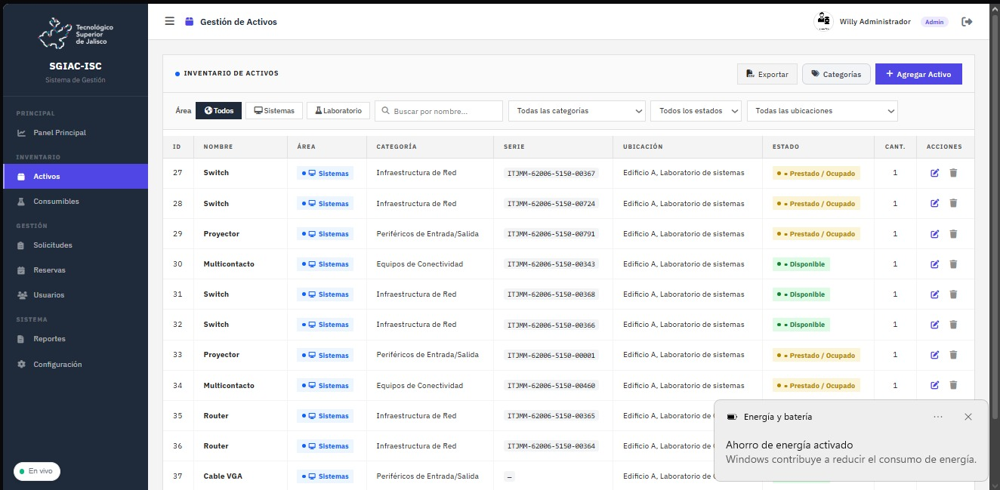 Tecnológico
Superior
de Jalisco
SGIAC-ISC
Sistema de Gestión
PRINCIPAL
Panel Principal
INVENTARIO
Activos
Consumibles
GESTIÓN
Solicitudes
Reservas
Usuarios
SISTEMA
Reportes
Configuración
En vivo
Gestión de Activos
Willy Administrador Admin
INVENTARIO DE ACTIVOS
Exportar Categorías + Agregar Activo
Área Todos Sistemas Laboratorio Buscar por nombre... Todas las categorías Todos los estados Todas las ubicaciones
ID NOMBRE ÁREA CATEGORÍA SERIE UBICACIÓN ESTADO CANT. ACCIONES
27 Switch Sistemas Infraestructura de Red ITJMM-62006-5150-00367 Edificio A, Laboratorio de sistemas Prestado / Ocupado 1
28 Switch Sistemas Infraestructura de Red ITJMM-62006-5150-00724 Edificio A, Laboratorio de sistemas Prestado / Ocupado 1
29 Proyector Sistemas Periféricos de Entrada/Salida ITJMM-62006-5150-00791 Edificio A, Laboratorio de sistemas Prestado / Ocupado 1
30 Multicontacto Sistemas Equipos de Conectividad ITJMM-62006-5150-00343 Edificio A, Laboratorio de sistemas Disponible 1
31 Switch Sistemas Infraestructura de Red ITJMM-62006-5150-00368 Edificio A, Laboratorio de sistemas Disponible 1
32 Switch Sistemas Infraestructura de Red ITJMM-62006-5150-00366 Edificio A, Laboratorio de sistemas Disponible 1
33 Proyector Sistemas Periféricos de Entrada/Salida ITJMM-62006-5150-00001 Edificio A, Laboratorio de sistemas Prestado / Ocupado 1
34 Multicontacto Sistemas Equipos de Conectividad ITJMM-62006-5150-00460 Edificio A, Laboratorio de sistemas Prestado / Ocupado 1
35 Router Sistemas Infraestructura de Red ITJMM-62006-5150-00365 Edificio A, Laboratorio de
36 Router Sistemas Infraestructura de Red ITJMM-62006-5150-00364 Edificio A, Laboratorio de
37 Cable VGA Sistemas Periféricos de Entrada/Salida – Edificio A, Laboratorio de
Energía y batería
Ahorro de energía activado
Windows contribuye a reducir el consumo de energía.